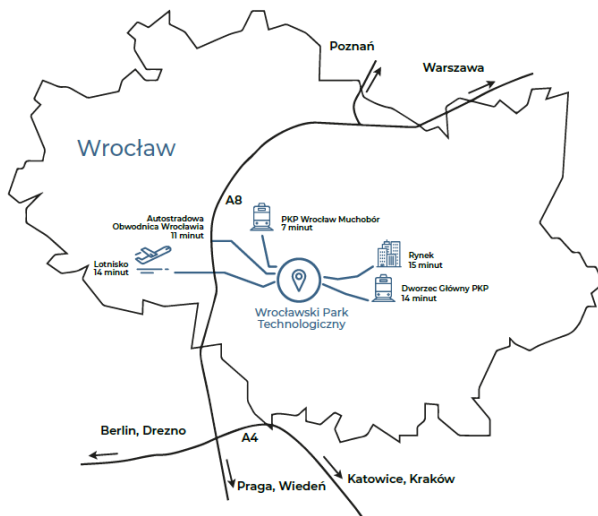 Poznań
Warszawa
Wrocław
A8
Autostradowa
Obwodnica Wrocławia
11 minut
PKP Wrocław Muchobór
7 minut
Lotnisko
14 minut
Rynek
15 minut
Dworzec Główny PKP
14 minut
Wrocławski Park
Technologiczny
Berlin, Drezno
A4
Katowice, Kraków
Praga, Wiedeń